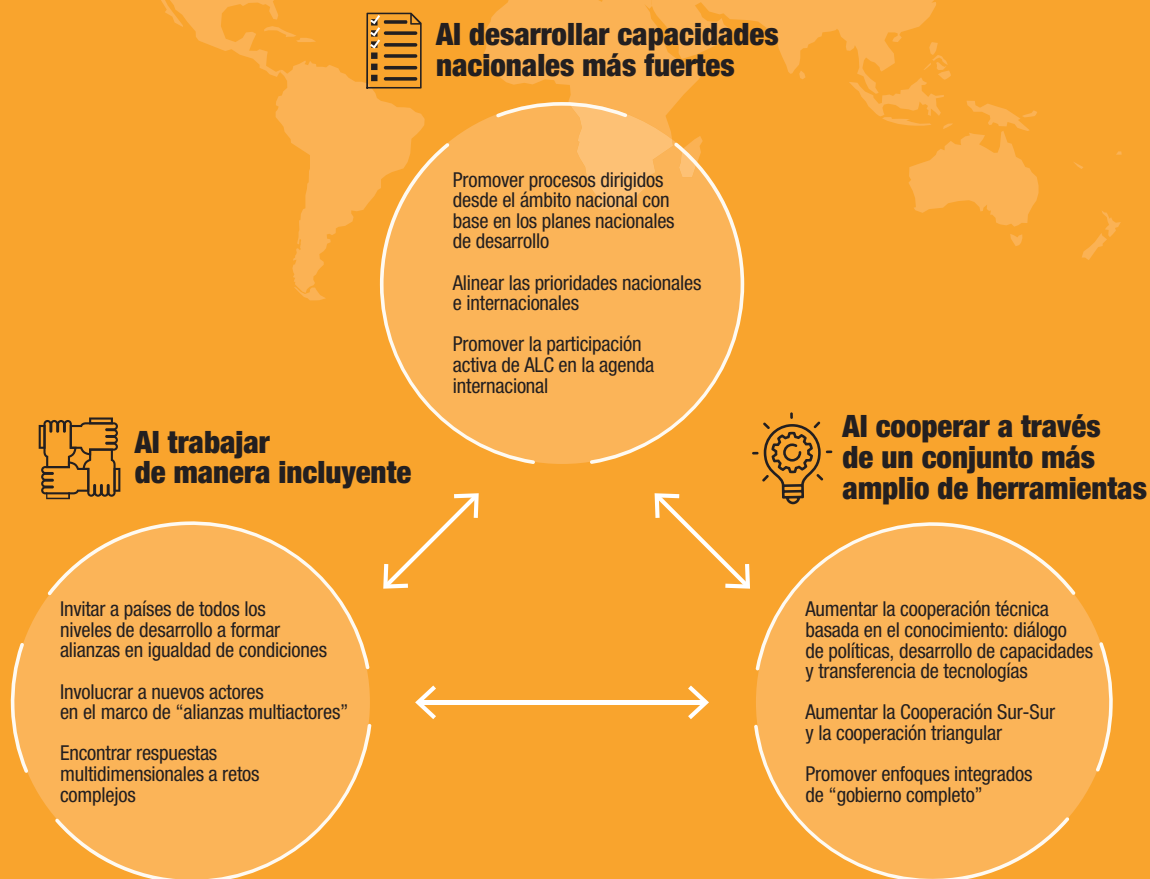 Al desarrollar capacidades
nacionales más fuertes
Promover procesos dirigidos
desde el ámbito nacional con
base en los planes nacionales
de desarrollo
Alinear las prioridades nacionales
e internacionales
Promover la participación
activa de ALC en la agenda
internacional
Al trabajar
de manera incluyente
Invitar a países de todos los
niveles de desarrollo a formar
alianzas en igualdad de condiciones
Involucrar a nuevos actores
en el marco de “alianzas multiactores”
Encontrar respuestas
multidimensionales a retos
complejos
Al cooperar a través
de un conjunto más
amplio de herramientas
Aumentar la cooperación técnica
basada en el conocimiento: diálogo
de políticas, desarrollo de capacidades
y transferencia de tecnologías
Aumentar la Cooperación Sur-Sur
y la cooperación triangular
Promover enfoques integrados
de “gobierno completo”